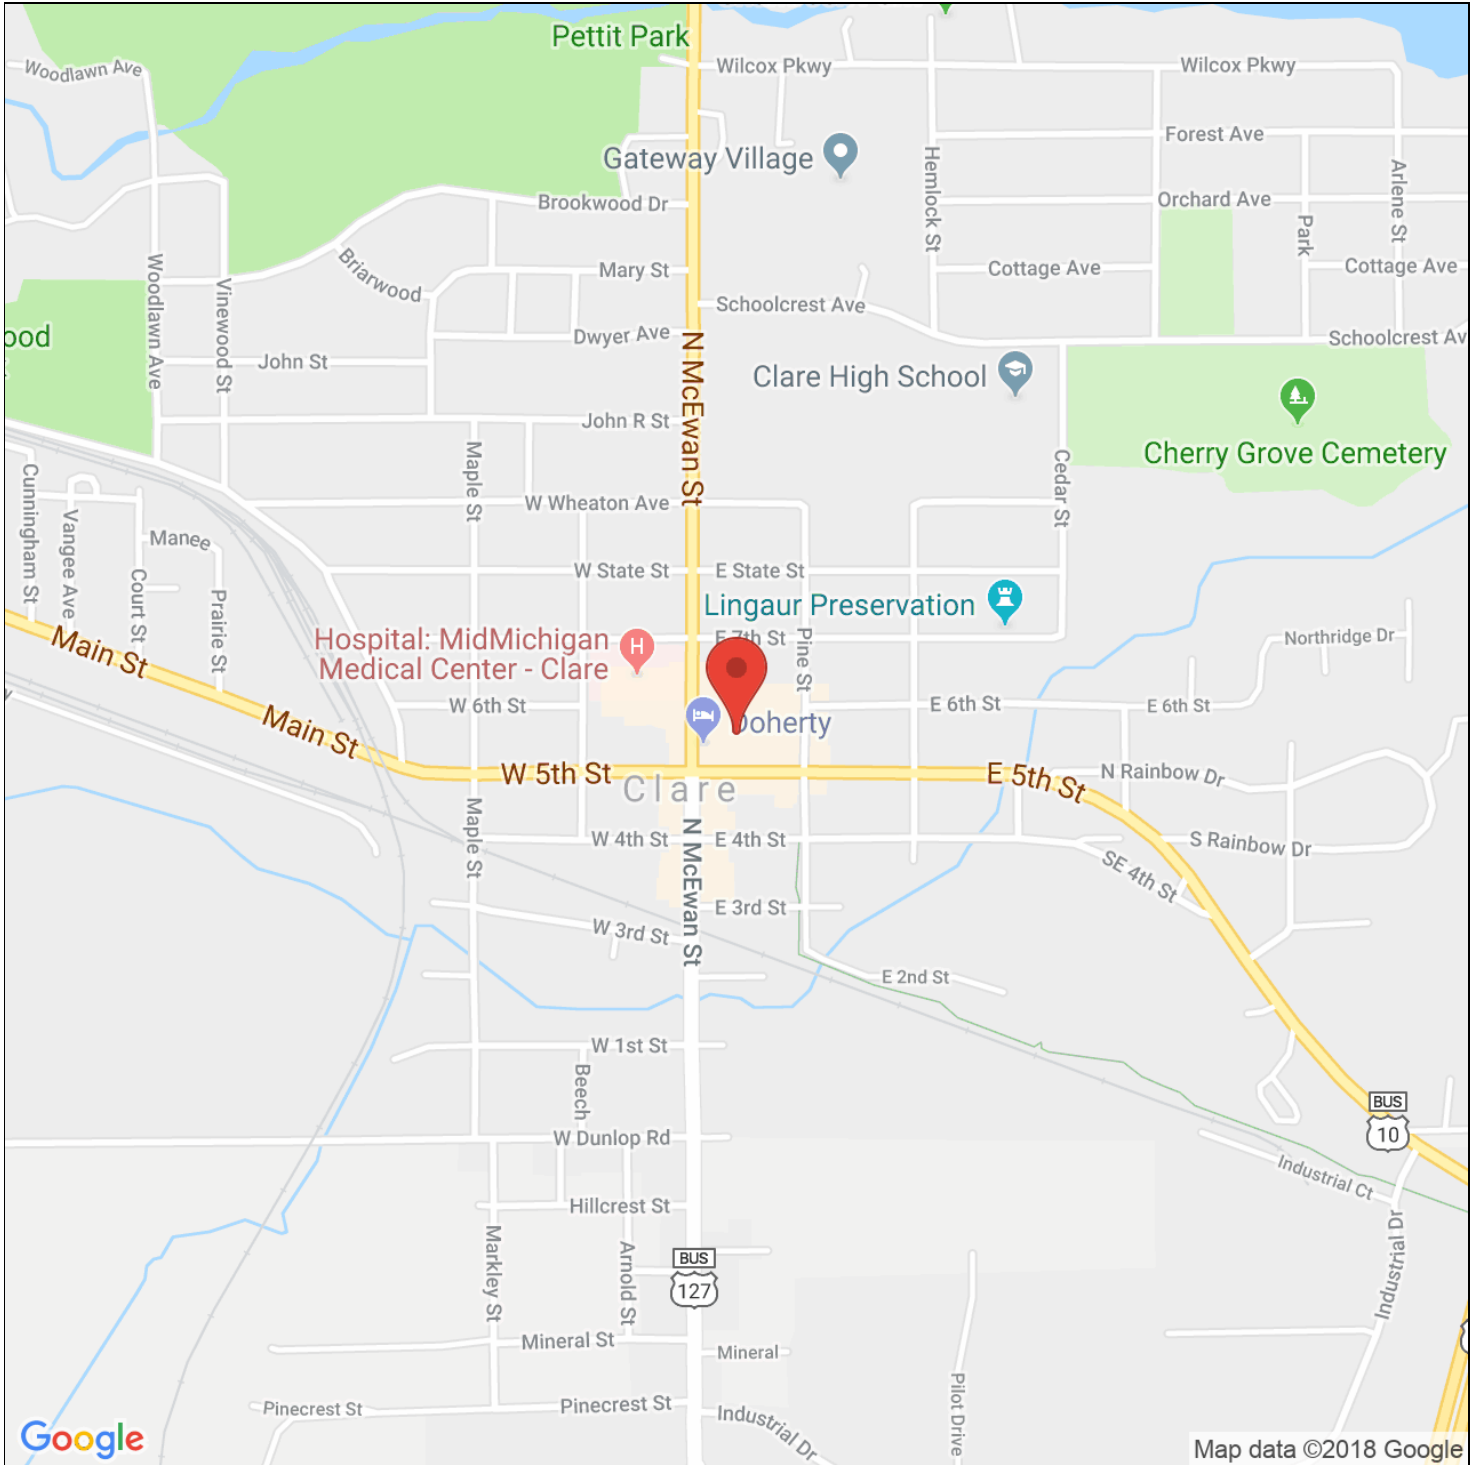 Pettit Park
Woodlawn Ave
Wilcox Pkwy
Wilcox Pkwy
Forest Ave
Gateway Village
Hemlock St
Arlene St
Brookwood Dr
Orchard Ave
Park
Briarwood
Mary St
Cottage Ave
Cottage Ave
Woodlawn Ave
Vinewood St
Schoolcrest Ave
ood
Dwyer Ave
Schoolcrest Av
John St
N McEwan St
Clare High School
John R St
Cherry Grove Cemetery
Maple St
Cedar St
Cunningham St
Vangee Ave
W Wheaton Ave
Manee
W State St
E State St
Court St
Prairie St
Lingaur Preservation
Main St
Hospital: MidMichigan
Medical Center - Clare
H
E 7th St
Pine St
Northridge Dr
W 6th St
E 6th St
E 6th St
Main St
Doherty
W 5th St
E 5th St
N Rainbow Dr
Clare
Maple St
W 4th St
E 4th St
N McEwan St
S Rainbow Dr
SE 4th St
E 3rd St
W 3rd St
E 2nd St
W 1st St
Beech
BUS
10
W Dunlop Rd
Industrial Ct
Hillcrest St
Markley St
Arnold St
Industrial Dr
BUS
127
Mineral St
Mineral
Pilot Drive
Pinecrest St
Pinecrest St
Industrial Dr
Google
Map data ©2018 Google